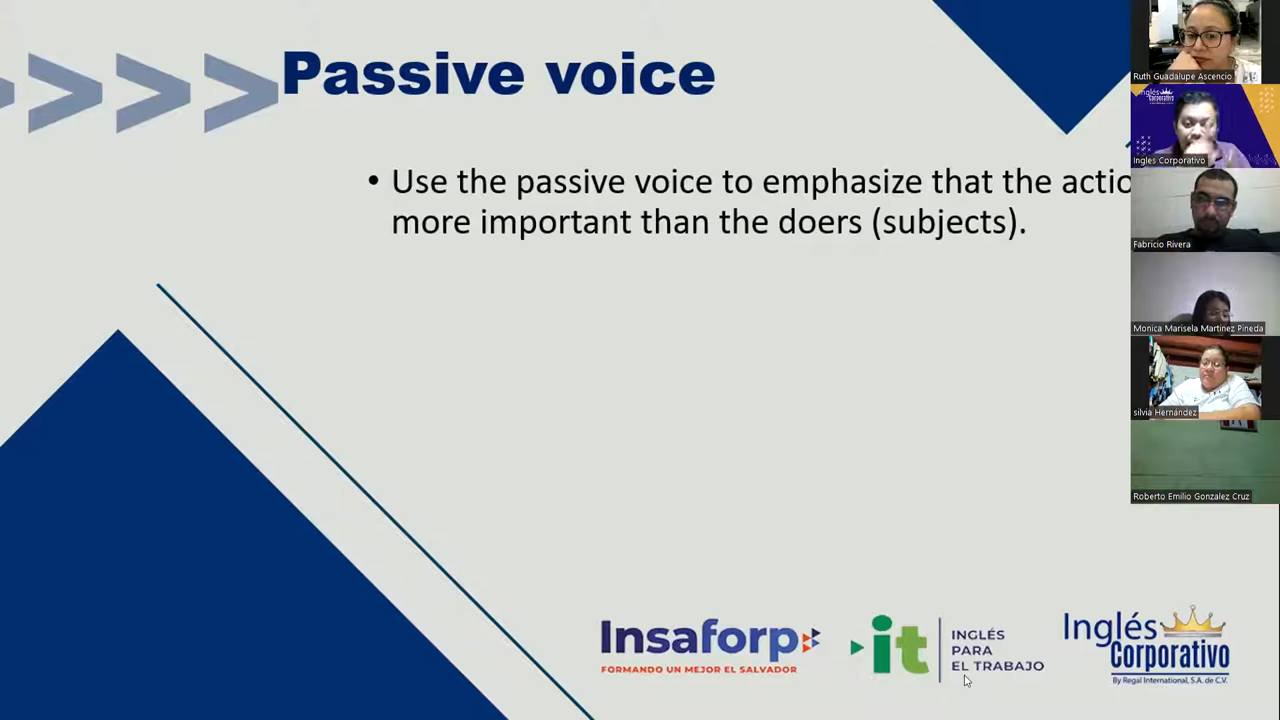 Passive voice
• Use the passive voice to emphasize that the actio
more important than the doers (subjects).
Insaforp
FORMANDO UN MEJOR EL SALVADOR
it
INGLÉS
PARA
EL TRABAJO
Inglés
Corporativo
By Regal International, S.A. de C.V.
Ruth Guadalupe Ascencio
Inglés
Corporativo
Ingles Corporativo
Fabricio Rivera
Monica Marisela Martinez Pineda
silvia Hernández
Roberto Emilio Gonzalez Cruz